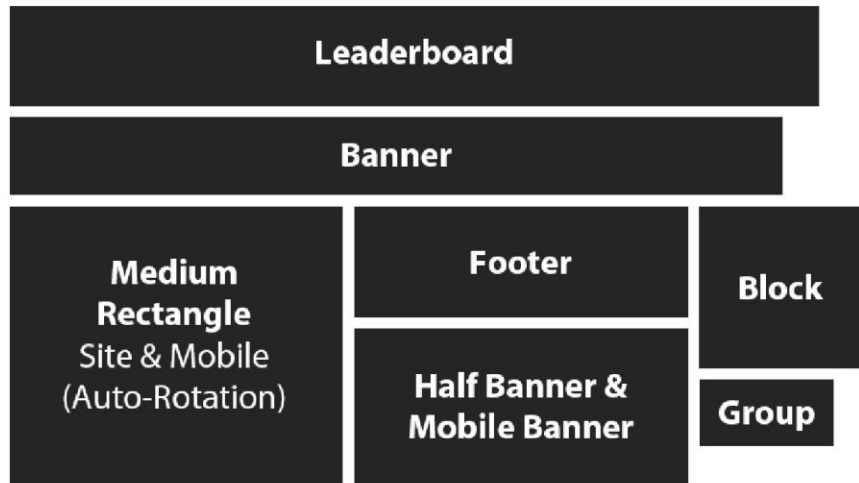 Leaderboard
Banner
Medium
Rectangle
Site & Mobile
(Auto-Rotation)
Footer
Half Banner &
Mobile Banner
Block
Group